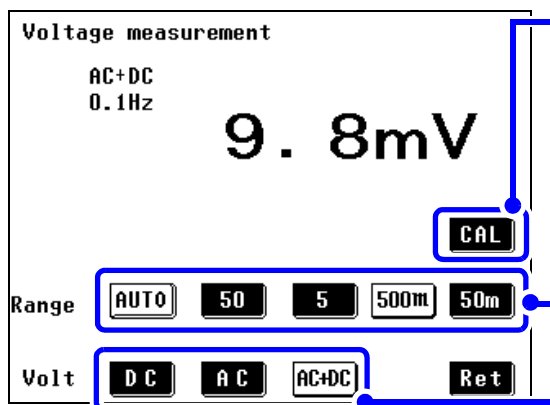 Voltage measurement
AC+DC
0.1Hz
9. 8mV
CAL
Range AUTO 50 5 500m 50m
Volt DC AC AC+DC Ret